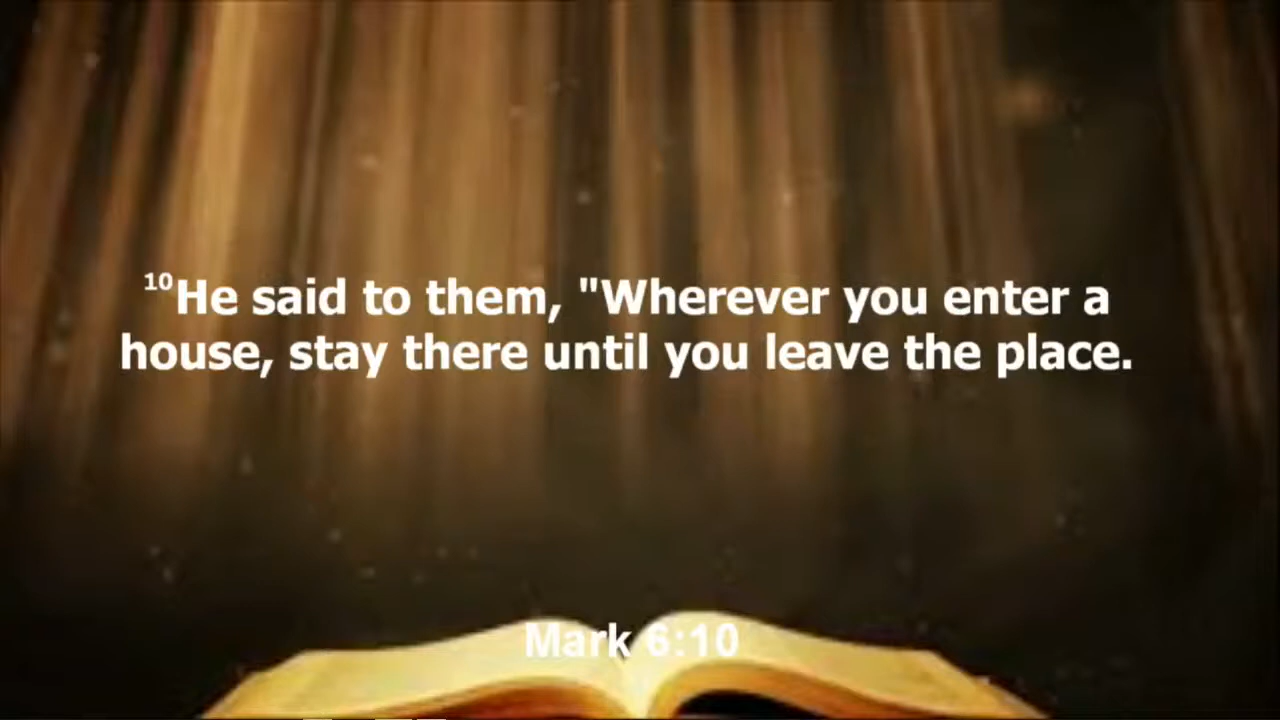 10He said to them, "Wherever you enter a
house, stay there until you leave the place.
Mark 6:10